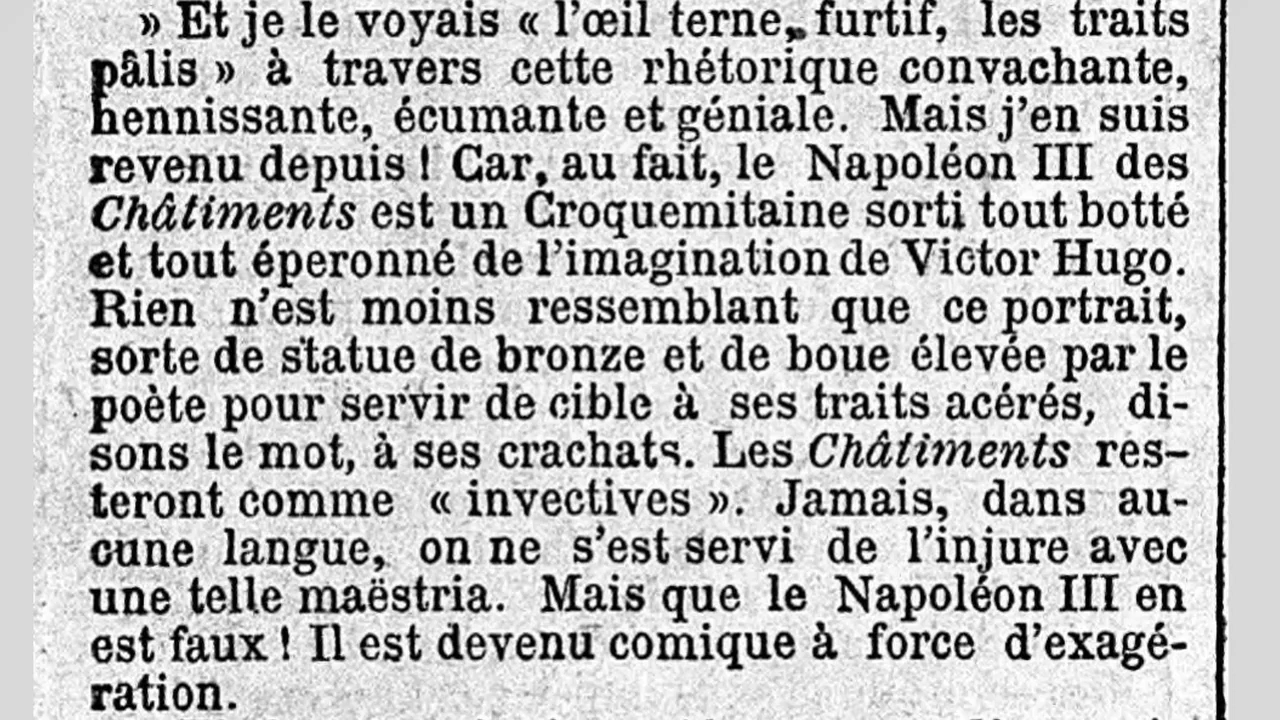 » Et je le voyais « l'œil terne, furtif, les traits
pâlis » à travers cette rhétorique convachante,
hennissante, écumante et géniale. Mais j'en suis
revenu depuis ! Car, au fait, le Napoléon III des
Châtiments est un Croquemitaine sorti tout botté
et tout éperonné de l'imagination de Victor Hugo.
Rien n'est moins ressemblant que ce portrait,
sorte de statue de bronze et de boue élevée par le
poète pour servir de cible à ses traits acérés, di-
sons le mot, à ses crachats. Les Châtiments res-
teront comme « invectives ». Jamais, dans au-
cune langue, on ne s'est servi de l'injure avec
une telle maëstria. Mais que le Napoléon III en
est faux ! Il est devenu comique à force d'exagé-
ration.